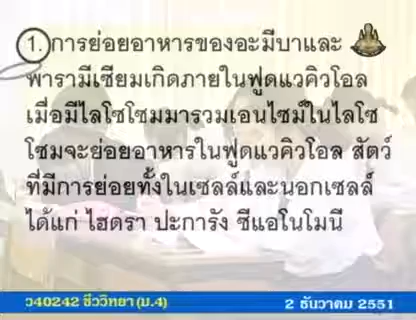 1. การย่อยอาหารของอะมีบาและ
พารามีเซียมเกิดภายในฟูดแวคิวโอล
เมื่อมีไลโซโซมมารวมเอนไซม์ในไลโซ
โซมจะย่อยอาหารในฟูดแวคิวโอล สัตว์
ที่มีการย่อยทั้งในเซลล์และนอกเซลล์
ได้แก่ ไฮดรา ปะการัง ซีแอโนโมนี
ว40242 ชีววิทยา (ม.4) 2 ธันวาคม 2551